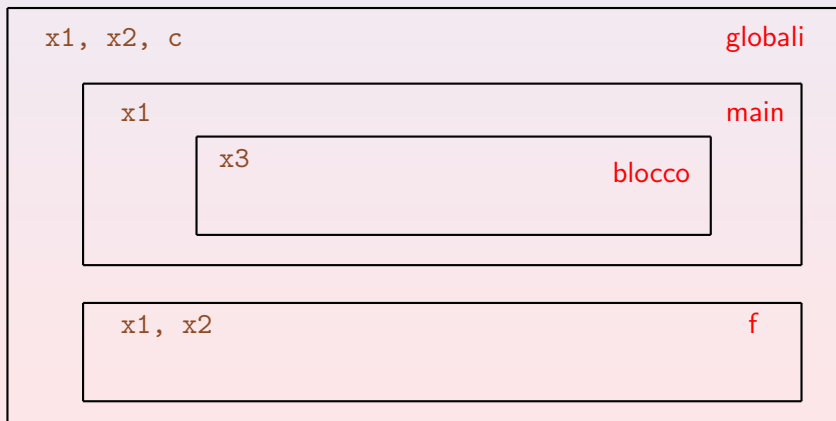 x1, x2, c globali
x1 main
x3 blocco
x1, x2 f